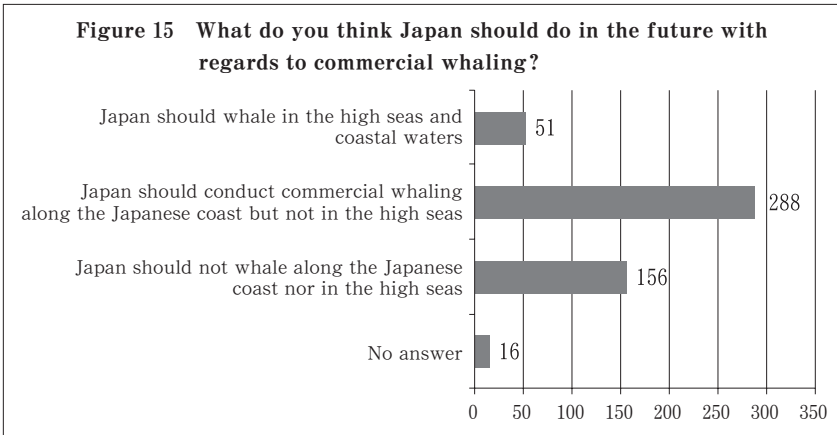 Figure 15 What do you think Japan should do in the future with
regards to commercial whaling?
Japan should whale in the high seas and
coastal waters
51
Japan should conduct commercial whaling
along the Japanese coast but not in the high seas
288
Japan should not whale along the Japanese
coast nor in the high seas
156
No answer
16
0 50 100 150 200 250 300 350